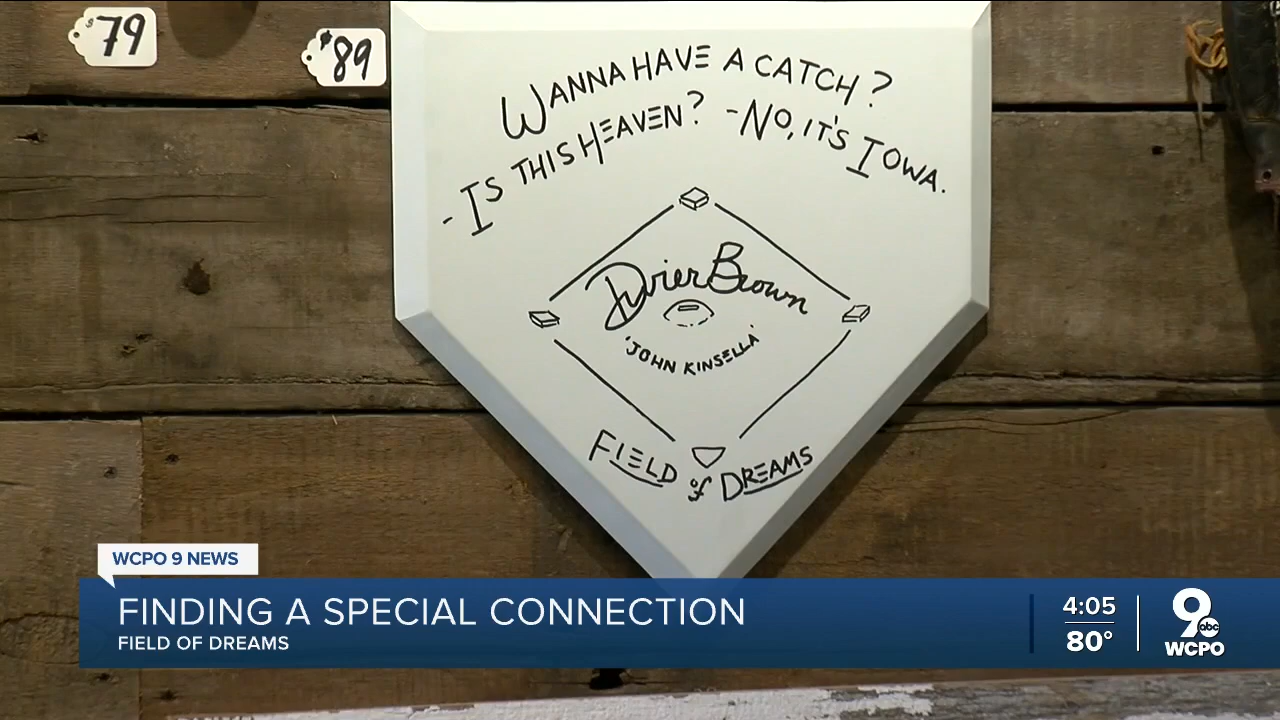 $79
$89
WANNA HAVE A CATCH?
-IS THIS HEAVEN? -NO, IT'S IOWA.
Dwier Brown
'JOHN KINSELLA'
FIELD of DREAMS
WCPO 9 NEWS
FINDING A SPECIAL CONNECTION
FIELD OF DREAMS
4:05
80°
9
abc
WCPO